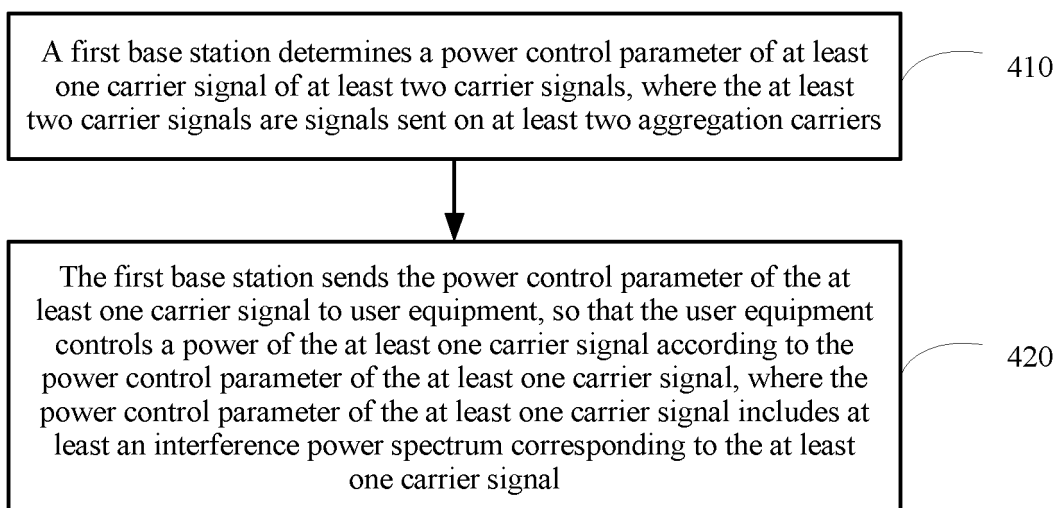 A first base station determines a power control parameter of at least
one carrier signal of at least two carrier signals, where the at least
two carrier signals are signals sent on at least two aggregation carriers
410
The first base station sends the power control parameter of the at
least one carrier signal to user equipment, so that the user equipment
controls a power of the at least one carrier signal according to the
power control parameter of the at least one carrier signal, where the
power control parameter of the at least one carrier signal includes at
least an interference power spectrum corresponding to the at least
one carrier signal
420